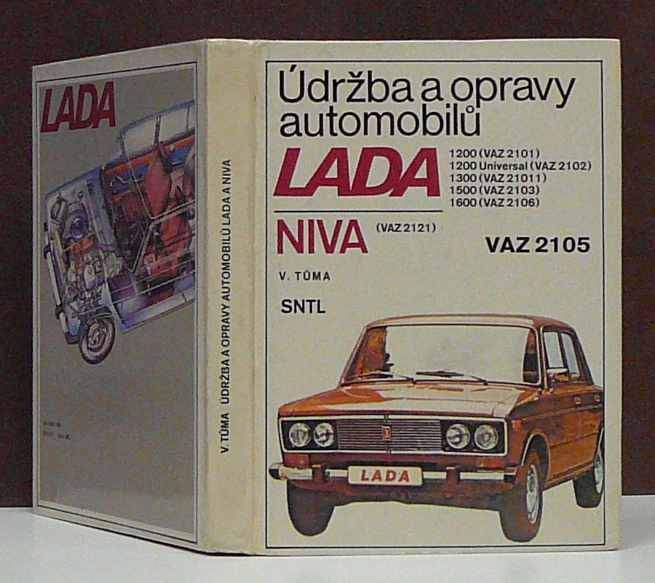 LADA
V. TŮMA ÚDRŽBA A OPRAVY AUTOMOBILŮ LADA A NIVA
Údržba a opravy
automobilů
LADA
1200 (VAZ 2101)
1200 Universal (VAZ 2102)
1300 (VAZ 21011)
1500 (VAZ 2103)
1600 (VAZ 2106)
NIVA (VAZ 2121)
VAZ 2105
V. TŮMA
SNTL
LADA